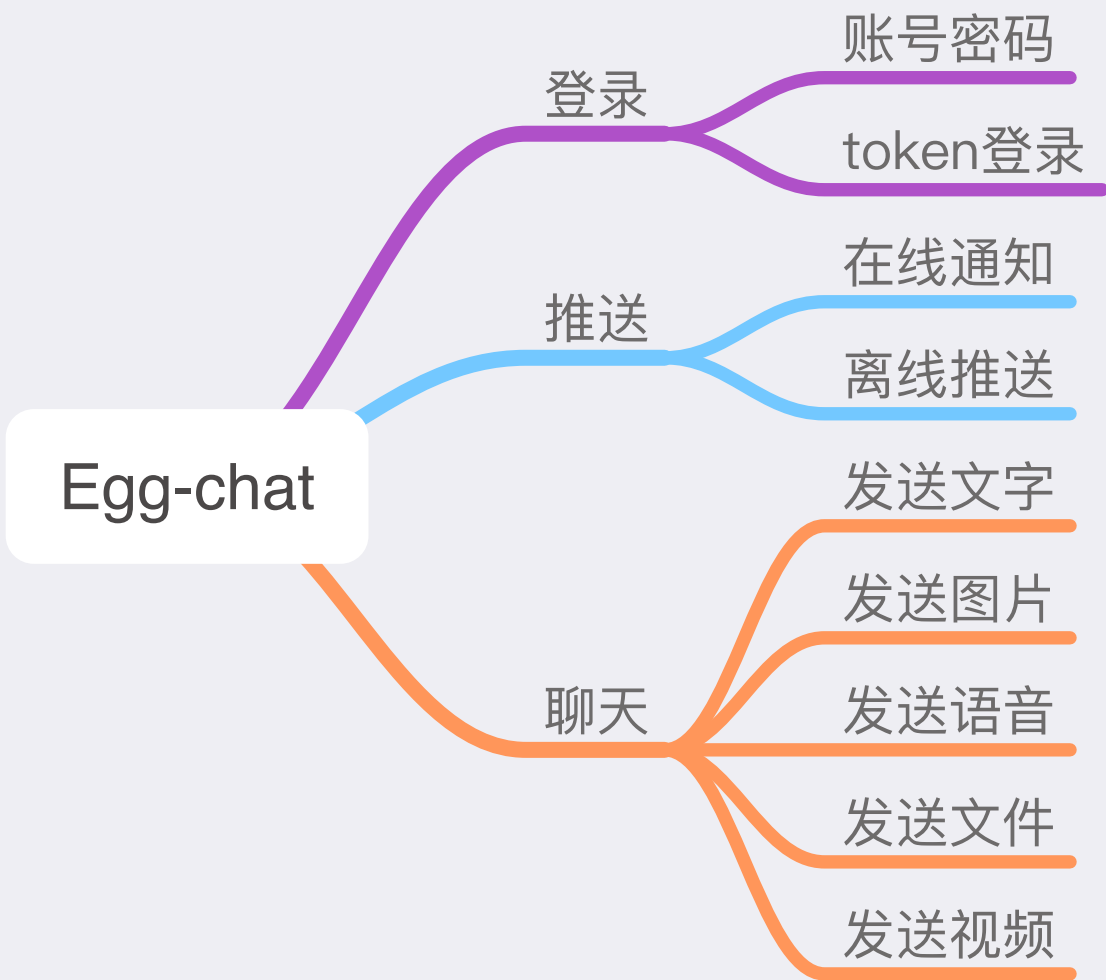 Egg-chat
登录
账号密码
token登录
推送
在线通知
离线推送
聊天
发送文字
发送图片
发送语音
发送文件
发送视频